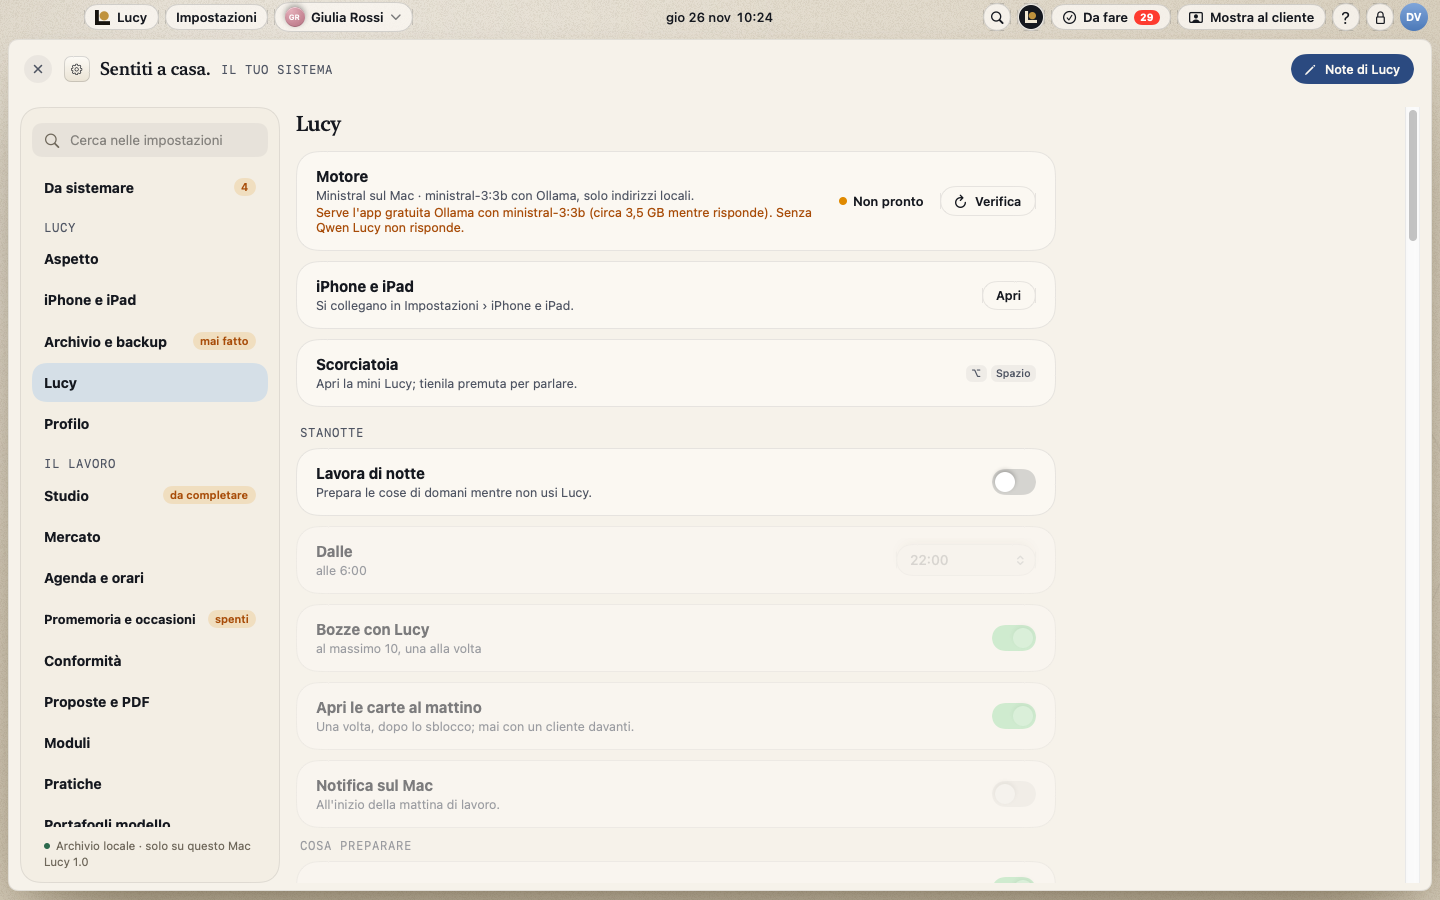 Lucy
Impostazioni
GR Giulia Rossi
gio 26 nov 10:24
Da fare 29
Mostra al cliente
?
DV
Sentiti a casa. IL TUO SISTEMA
Note di Lucy
Cerca nelle impostazioni
Da sistemare 4
LUCY
Aspetto
iPhone e iPad
Archivio e backup mai fatto
Lucy
Profilo
IL LAVORO
Studio da completare
Mercato
Agenda e orari
Promemoria e occasioni spenti
Conformità
Proposte e PDF
Moduli
Pratiche
Portafogli modello
Archivio locale · solo su questo Mac
Lucy 1.0
Lucy
Motore
Ministral sul Mac · ministral-3:3b con Ollama, solo indirizzi locali.
Serve l'app gratuita Ollama con ministral-3:3b (circa 3,5 GB mentre risponde). Senza
Qwen Lucy non risponde.
Non pronto
Verifica
iPhone e iPad
Si collegano in Impostazioni › iPhone e iPad.
Apri
Scorciatoia
Apri la mini Lucy; tienila premuta per parlare.
⌥ Spazio
STANOTTE
Lavora di notte
Prepara le cose di domani mentre non usi Lucy.
Dalle
alle 6:00
22:00
Bozze con Lucy
al massimo 10, una alla volta
Apri le carte al mattino
Una volta, dopo lo sblocco; mai con un cliente davanti.
Notifica sul Mac
All'inizio della mattina di lavoro.
COSA PREPARARE